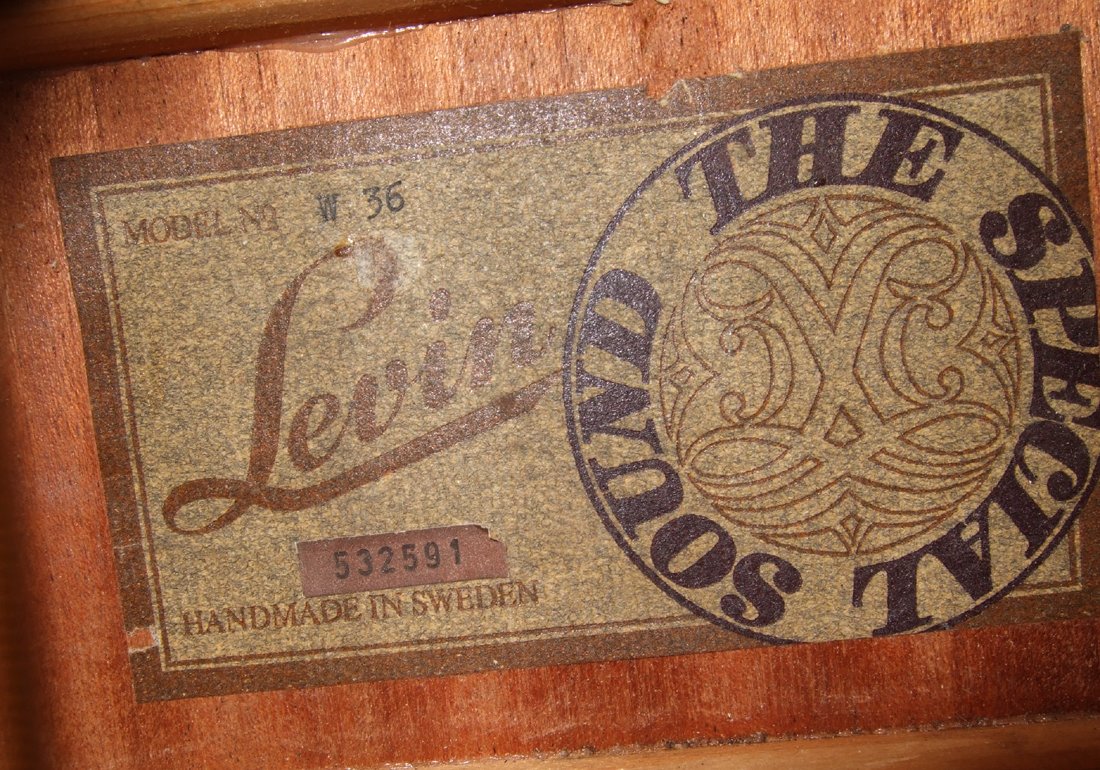 MODEL NO W 36
Levin
532591
HANDMADE IN SWEDEN
THE SPECIAL SOUND